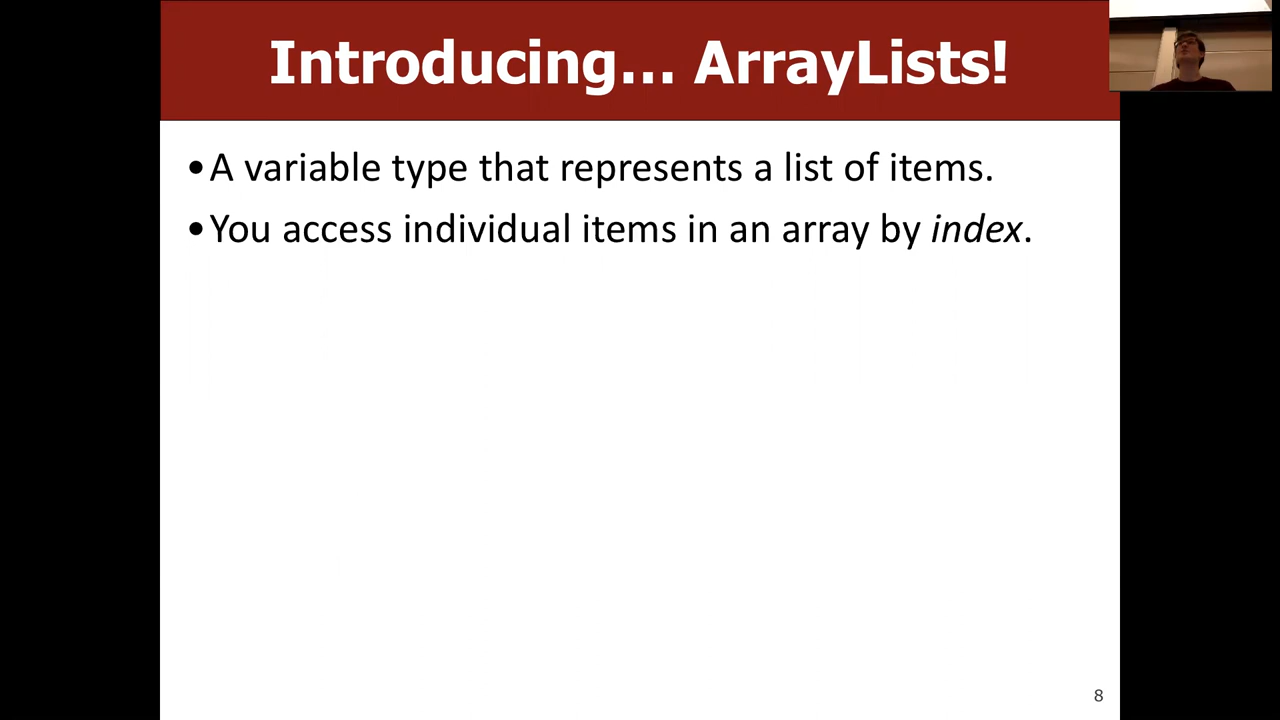 Introducing... ArrayLists!
•A variable type that represents a list of items.
•You access individual items in an array by index.
8